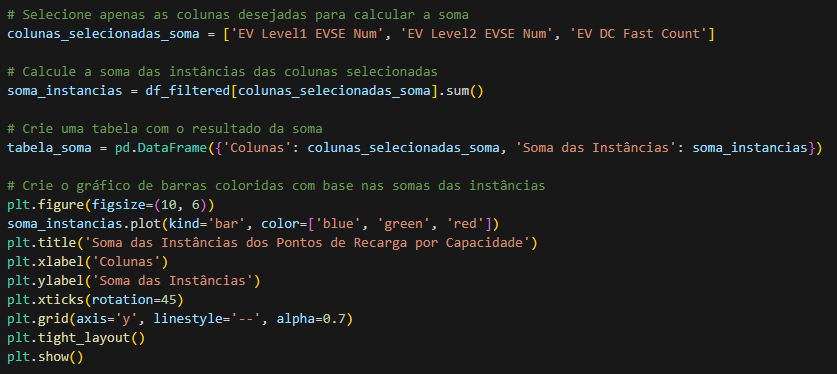 # Selecione apenas as colunas desejadas para calcular a soma
colunas_selecionadas_soma = ['EV Level1 EVSE Num', 'EV Level2 EVSE Num', 'EV DC Fast Count']
# Calcule a soma das instâncias das colunas selecionadas
soma_instancias = df_filtered[colunas_selecionadas_soma].sum()
# Crie uma tabela com o resultado da soma
tabela_soma = pd.DataFrame({'Colunas': colunas_selecionadas_soma, 'Soma das Instâncias': soma_instancias})
# Crie o gráfico de barras coloridas com base nas somas das instâncias
plt.figure(figsize=(10, 6))
soma_instancias.plot(kind='bar', color=['blue', 'green', 'red'])
plt.title('Soma das Instâncias dos Pontos de Recarga por Capacidade')
plt.xlabel('Colunas')
plt.ylabel('Soma das Instâncias')
plt.xticks(rotation=45)
plt.grid(axis='y', linestyle='--', alpha=0.7)
plt.tight_layout()
plt.show()